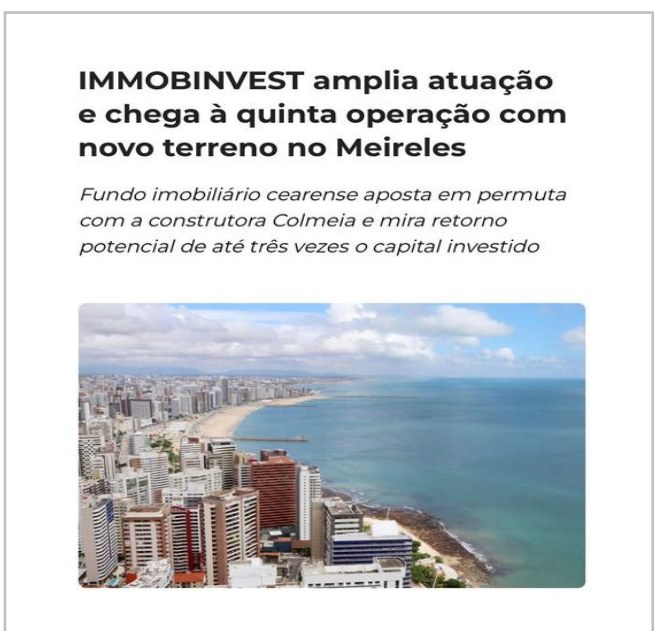 IMMOBINVEST amplia atuação
e chega à quinta operação com
novo terreno no Meireles
Fundo imobiliário cearense aposta em permuta
com a construtora Colmeia e mira retorno
potencial de até três vezes o capital investido